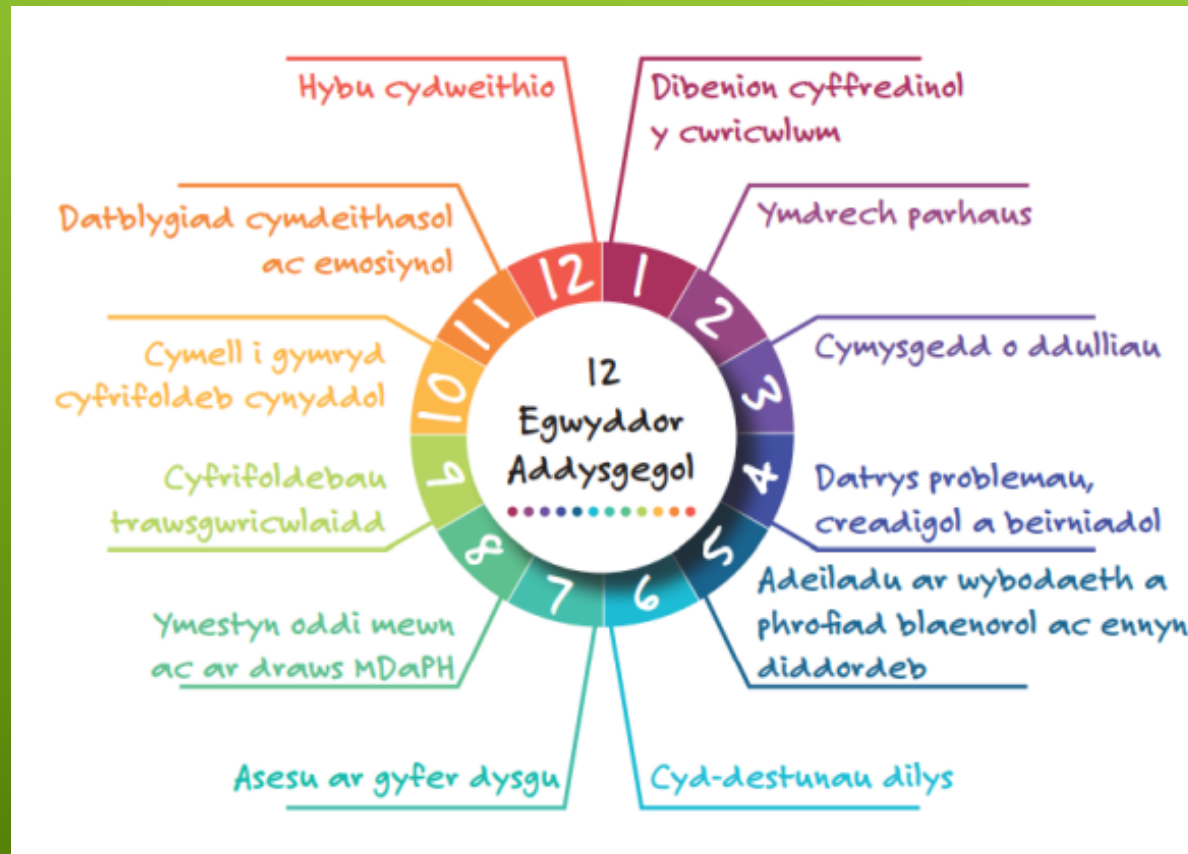 12
Egwyddor
Addysgegol
1
Dibenion cyffredinol
y cwricwlwm
2
Ymdrech parhaus
3
Cymysgedd o ddulliau
4
Datrys problemau,
creadigol a beirniadol
5
Adeiladu ar wybodaeth a
phrofiad blaenorol ac ennyn
diddordeb
6
Cyd-destunau dilys
7
Asesu ar gyfer dysgu
8
Ymestyn oddi mewn
ac ar draws MDaPH
9
Cyfrifoldebau
trawsgwricwlaidd
10
Cymell i gymryd
cyfrifoldeb cynyddol
11
Datblygiad cymdeithasol
ac emosiynol
12
Hybu cydweithio